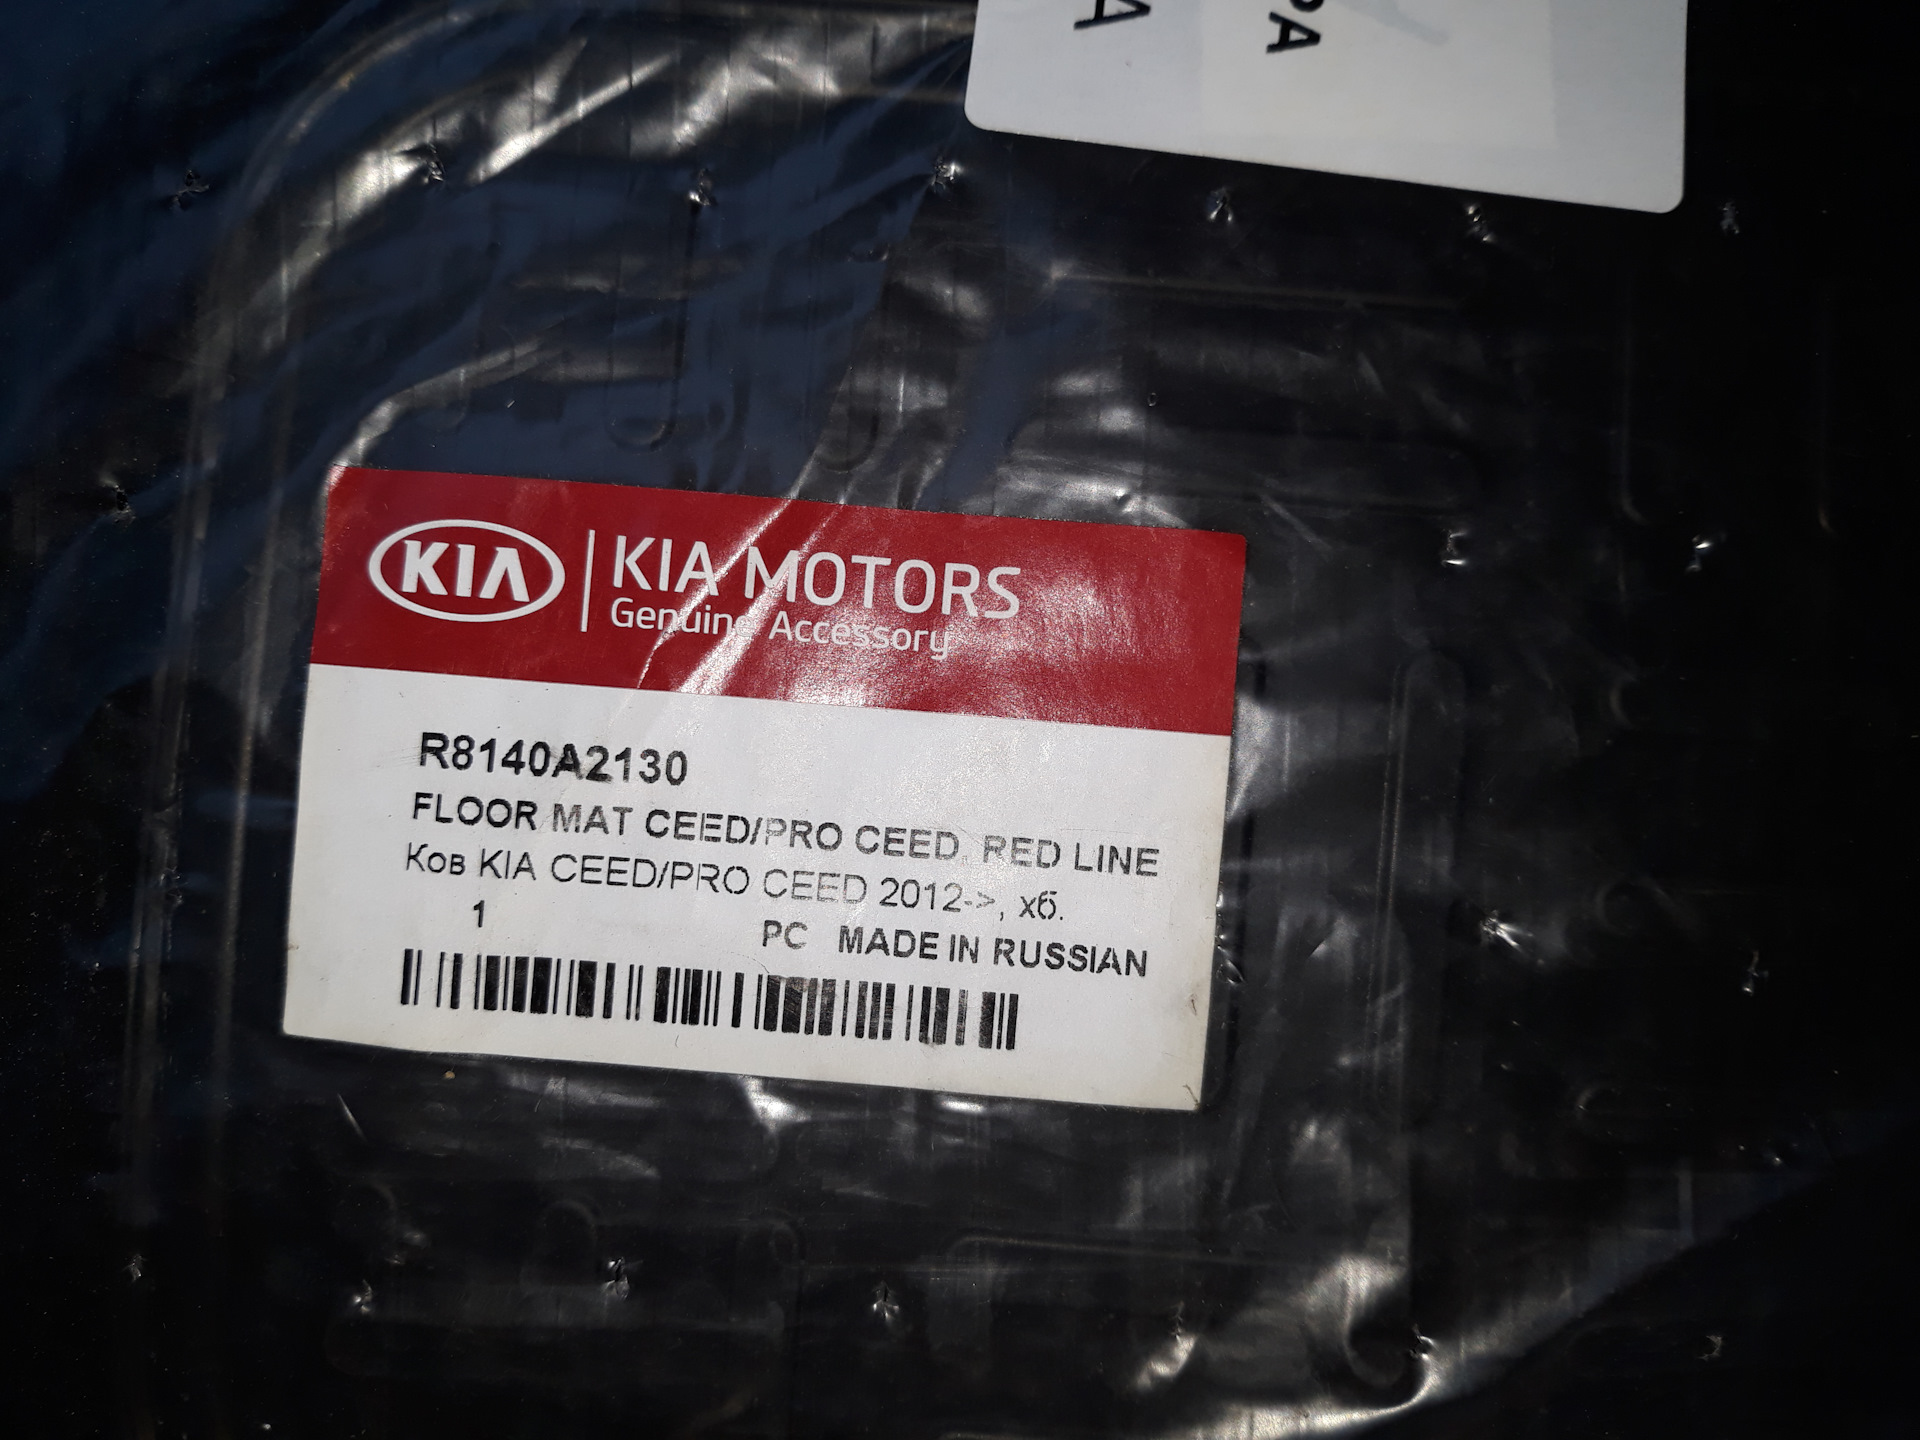 KIA
KIA MOTORS
Genuine Accessory
R8140A2130
FLOOR MAT CEED/PRO CEED, RED LINE
Ков KIA CEED/PRO CEED 2012->, хб.
1 PC MADE IN RUSSIAN